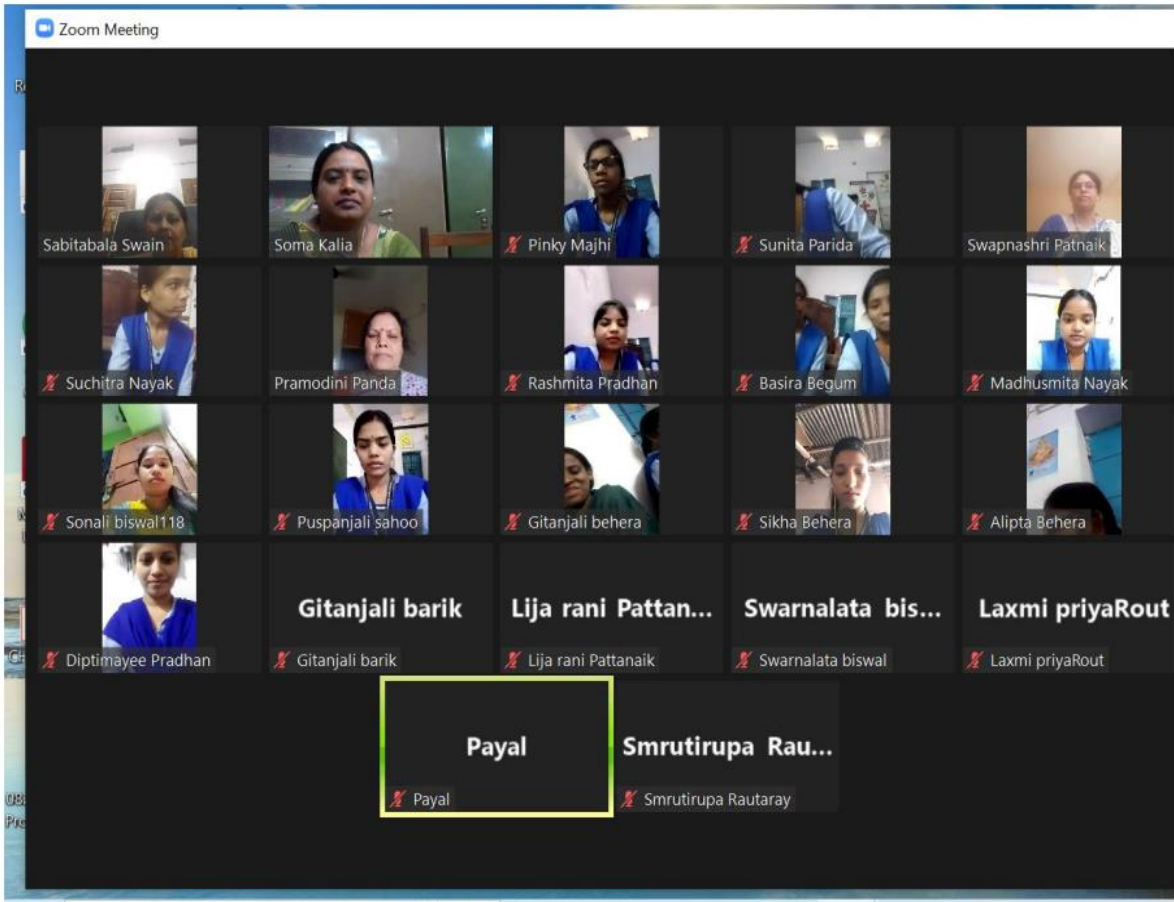 Zoom Meeting
Sabitabala Swain
Soma Kalia
Pinky Majhi
Sunita Parida
Swapnashri Patnaik
Suchitra Nayak
Pramodini Panda
Rashmita Pradhan
Basira Begum
Madhusmita Nayak
Sonali biswal118
Puspanjali sahoo
Gitanjali behera
Sikha Behera
Alipta Behera
Diptimayee Pradhan
Gitanjali barik
Gitanjali barik
Lija rani Pattan...
Lija rani Pattanaik
Swarnalata bis...
Swarnalata biswal
Laxmi priyaRout
Laxmi priyaRout
Payal
Payal
Smrutirupa Rau...
Smrutirupa Rautaray